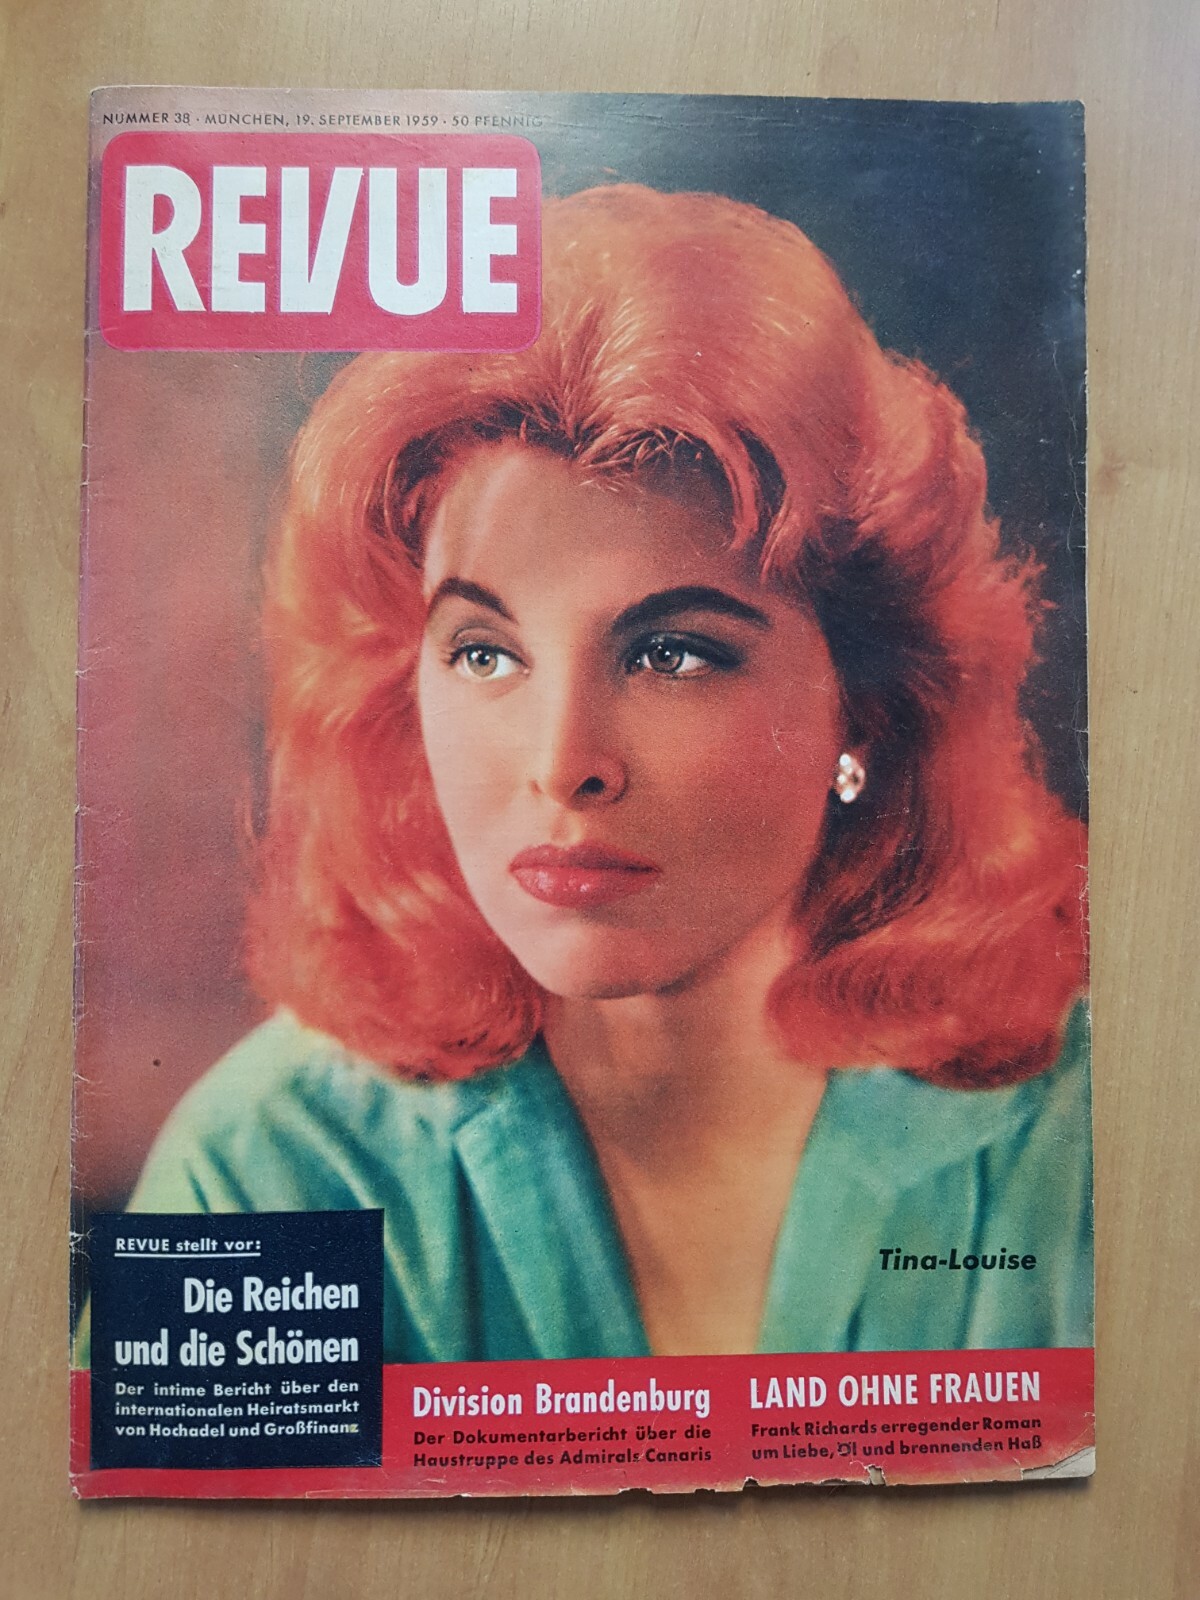 NUMMER 38 · MÜNCHEN, 19. SEPTEMBER 1959 · 50 PFENNIG
REVUE
Tina-Louise
REVUE stellt vor:
Die Reichen
und die Schönen
Der intime Bericht über den
internationalen Heiratsmarkt
von Hochadel und Großfinanz
Division Brandenburg
Der Dokumentarbericht über die
Haustruppe des Admirals Canaris
LAND OHNE FRAUEN
Frank Richards erregender Roman
um Liebe, Öl und brennenden Haß